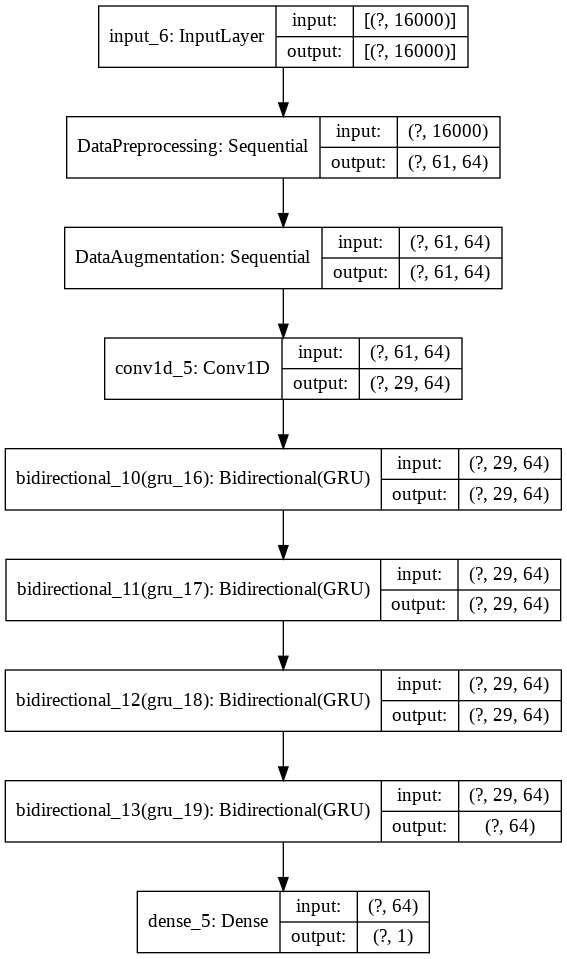 input_6: InputLayer
input: [(?, 16000)]
output: [(?, 16000)]
DataPreprocessing: Sequential
input: (?, 16000)
output: (?, 61, 64)
DataAugmentation: Sequential
input: (?, 61, 64)
output: (?, 61, 64)
conv1d_5: Conv1D
input: (?, 61, 64)
output: (?, 29, 64)
bidirectional_10(gru_16): Bidirectional(GRU)
input: (?, 29, 64)
output: (?, 29, 64)
bidirectional_11(gru_17): Bidirectional(GRU)
input: (?, 29, 64)
output: (?, 29, 64)
bidirectional_12(gru_18): Bidirectional(GRU)
input: (?, 29, 64)
output: (?, 29, 64)
bidirectional_13(gru_19): Bidirectional(GRU)
input: (?, 29, 64)
output: (?, 64)
dense_5: Dense
input: (?, 64)
output: (?, 1)